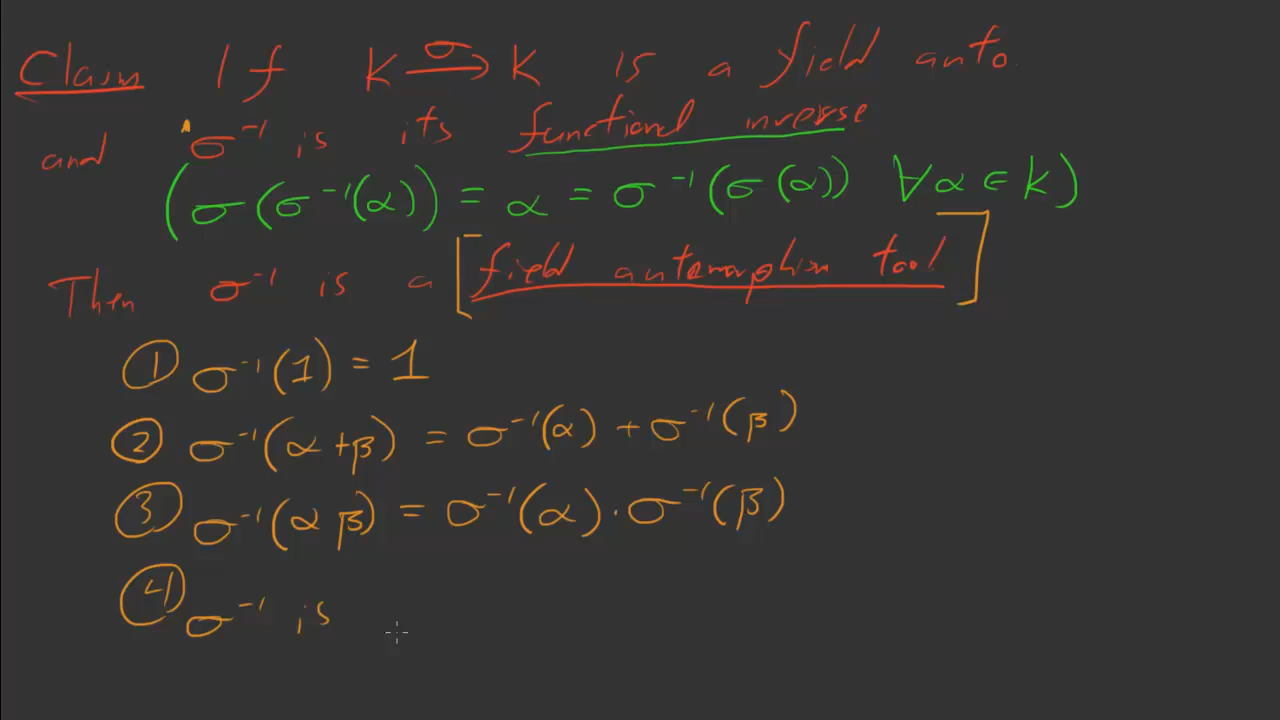 Claim If K σ→ K is a field auto.
and σ⁻¹ is its functional inverse
(σ(σ⁻¹(α)) = α = σ⁻¹(σ(α)) ∀α ∈ K)
Then σ⁻¹ is a [field automorphism too!]
① σ⁻¹(1) = 1
② σ⁻¹(α+β) = σ⁻¹(α) + σ⁻¹(β)
③ σ⁻¹(αβ) = σ⁻¹(α)·σ⁻¹(β)
④ σ⁻¹ is